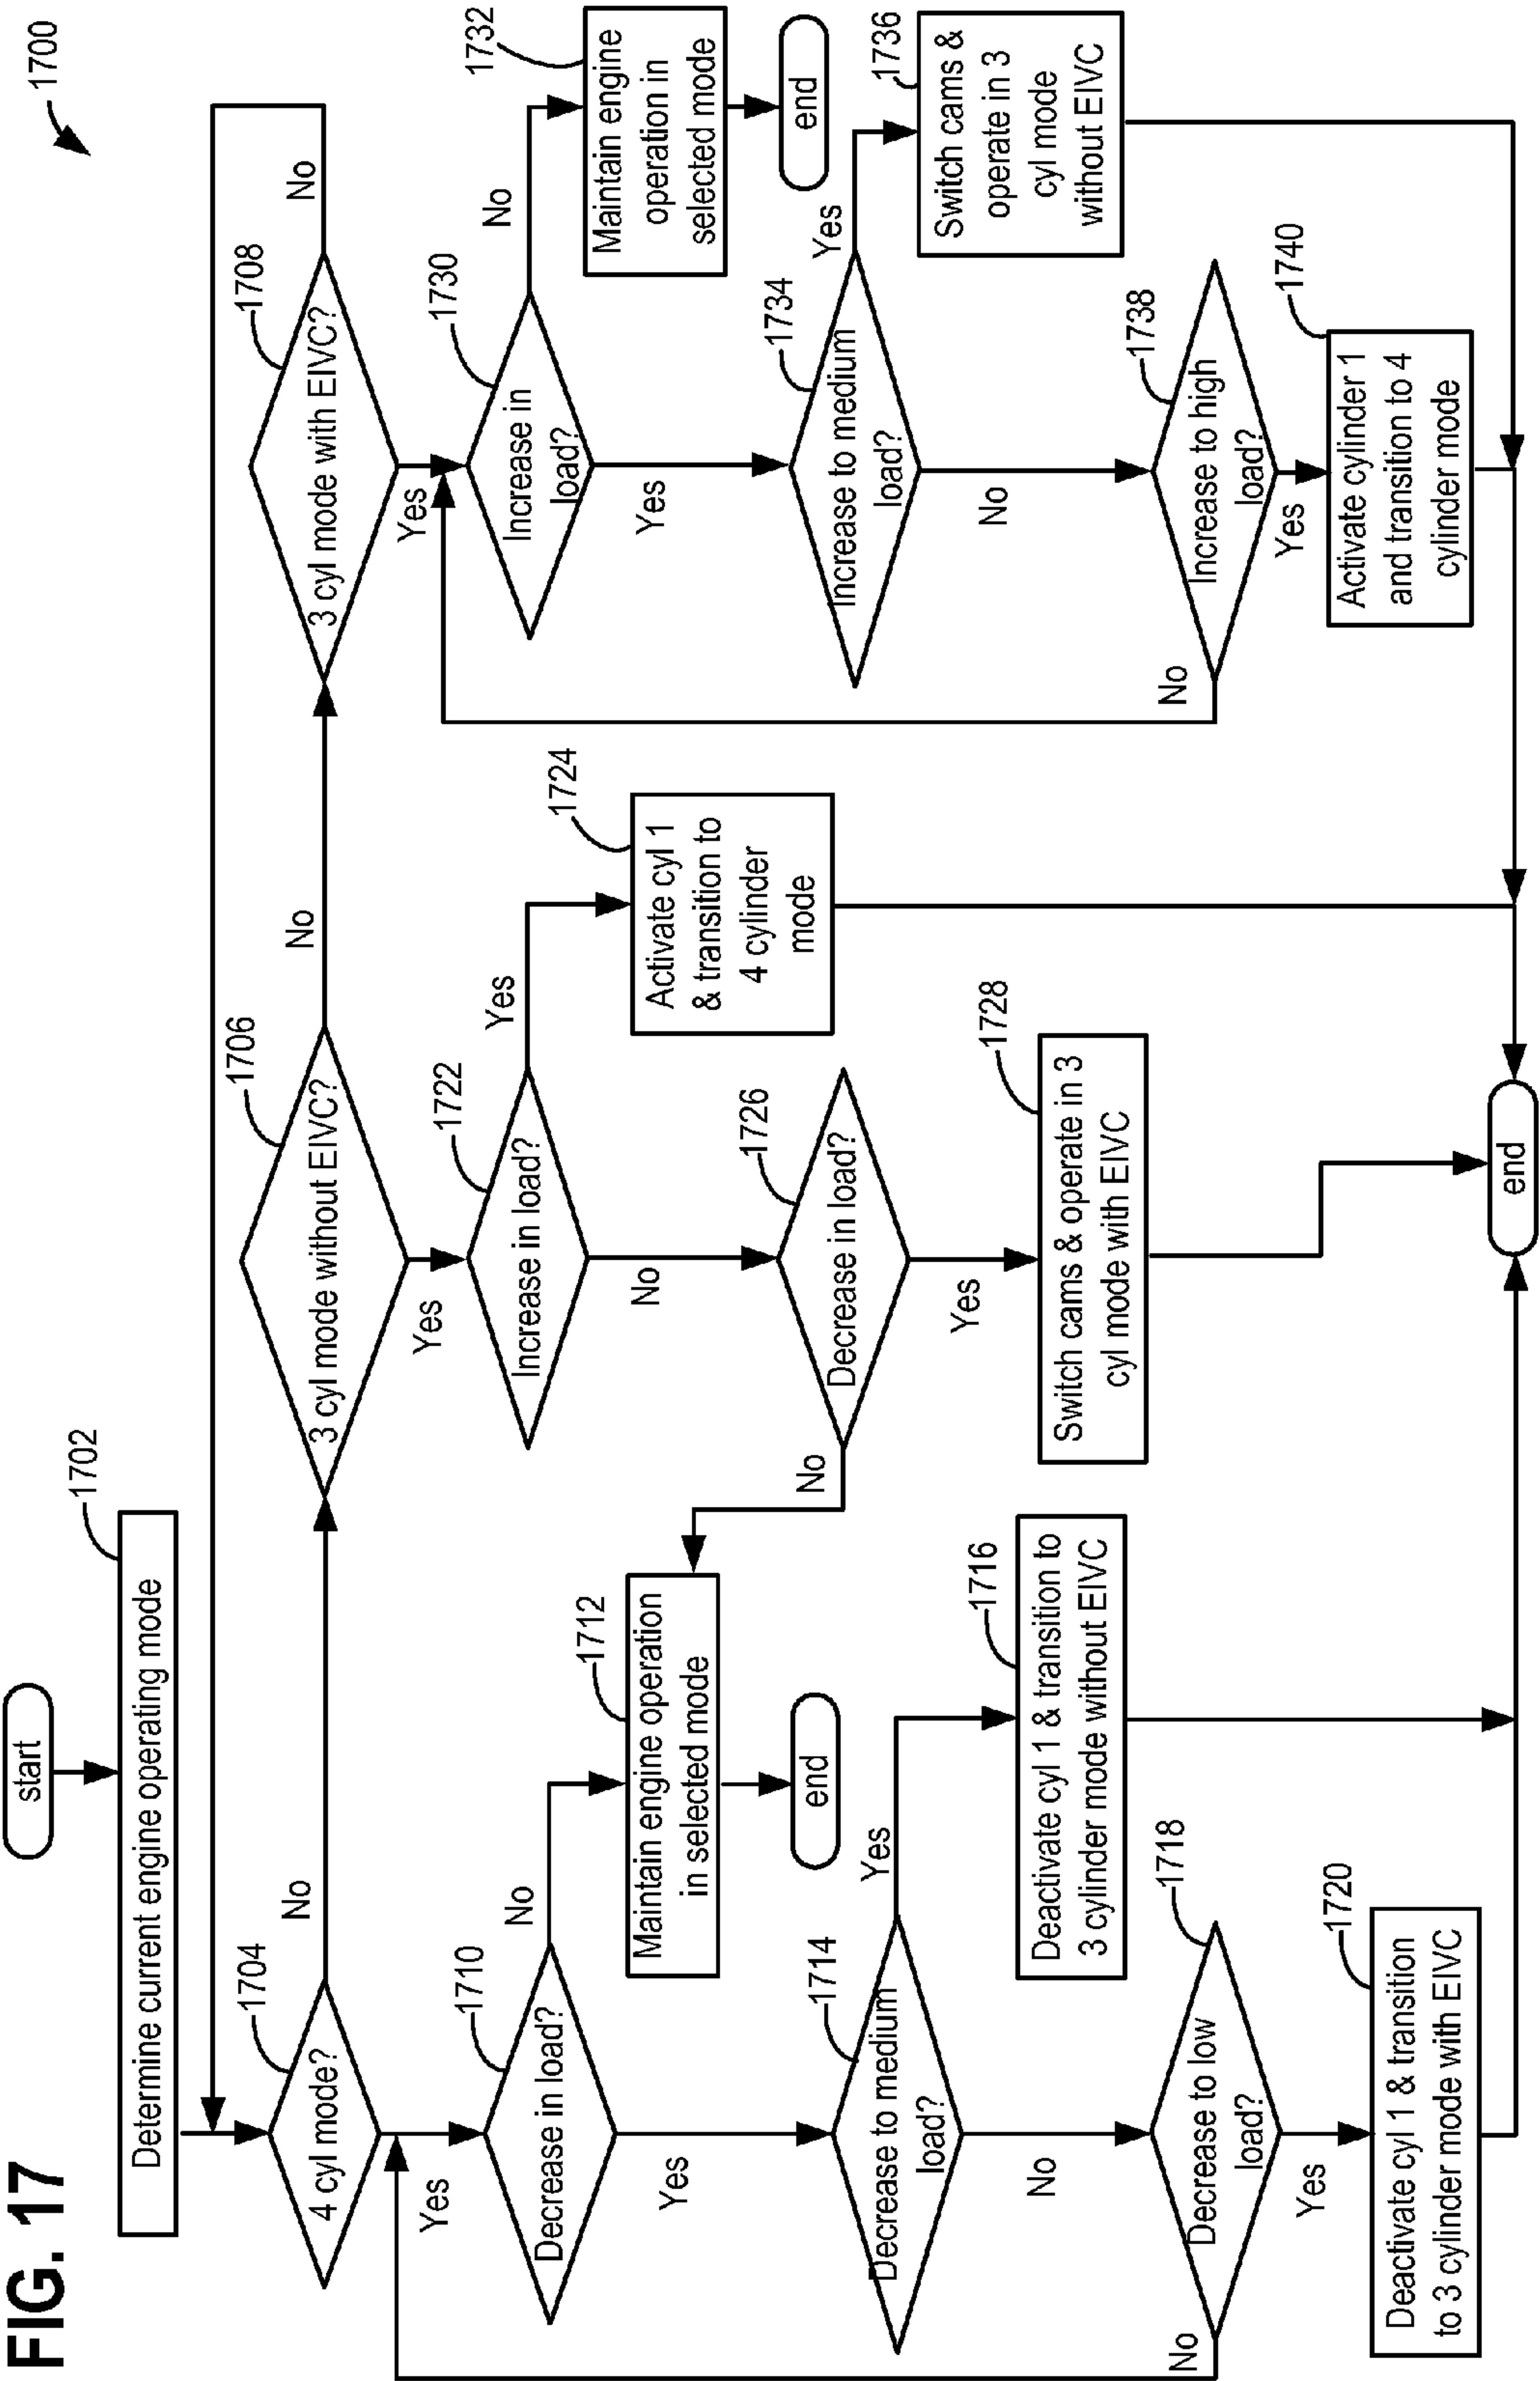 FIG. 17
1700
start
Determine current engine operating mode
1702
4 cyl mode?
1704
No
Yes
3 cyl mode without EIVC?
1706
No
Yes
3 cyl mode with EIVC?
1708
No
Yes
Decrease in load?
1710
No
Yes
Maintain engine operation
in selected mode
1712
end
Decrease to medium
load?
1714
Yes
No
Deactivate cyl 1 & transition to
3 cylinder mode without EIVC
1716
Decrease to low
load?
1718
No
Yes
Deactivate cyl 1 & transition
to 3 cylinder mode with EIVC
1720
Increase in load?
1722
Yes
No
Activate cyl 1
& transition to
4 cylinder
mode
1724
Decrease in load?
1726
No
Yes
Switch cams & operate in 3
cyl mode with EIVC
1728
Increase in
load?
1730
No
Yes
Maintain engine
operation in
selected mode
1732
end
Increase to medium
load?
1734
Yes
No
Switch cams &
operate in 3
cyl mode
without EIVC
1736
Increase to high
load?
1738
No
Yes
Activate cylinder 1
and transition to 4
cylinder mode
1740
end